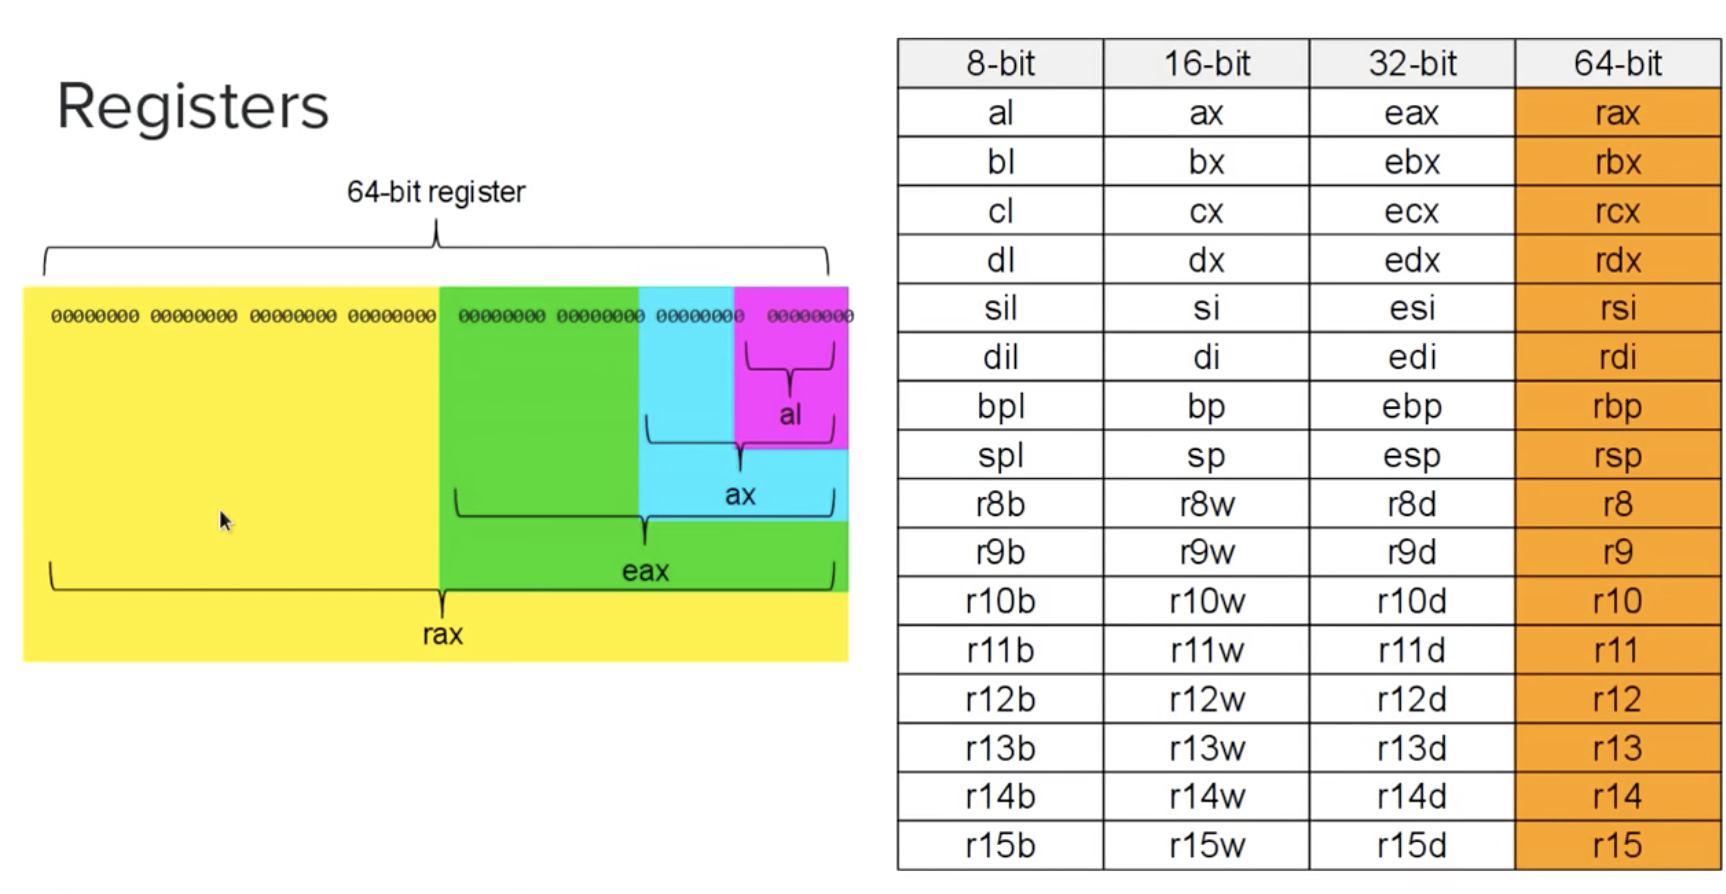 Registers
64-bit register
00000000 00000000 00000000 00000000 00000000 00000000 00000000 00000000
al
ax
eax
rax
8-bit 16-bit 32-bit 64-bit
al ax eax rax
bl bx ebx rbx
cl cx ecx rcx
dl dx edx rdx
sil si esi rsi
dil di edi rdi
bpl bp ebp rbp
spl sp esp rsp
r8b r8w r8d r8
r9b r9w r9d r9
r10b r10w r10d r10
r11b r11w r11d r11
r12b r12w r12d r12
r13b r13w r13d r13
r14b r14w r14d r14
r15b r15w r15d r15